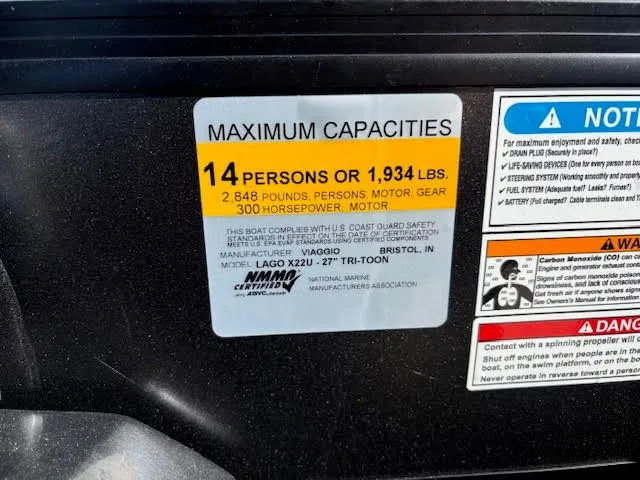 MAXIMUM CAPACITIES
14 PERSONS OR 1,934 LBS.
2,848 POUNDS, PERSONS, MOTOR, GEAR
300 HORSEPOWER, MOTOR
THIS BOAT COMPLIES WITH U.S. COAST GUARD SAFETY
STANDARDS IN EFFECT ON THE DATE OF CERTIFICATION
MEETS U.S. EPA EVAP STANDARDS USING CERTIFIED COMPONENTS
MANUFACTURER VIAGGIO BRISTOL, IN
MODEL LAGO X22U - 27" TRI-TOON
NMMA CERTIFIED
NATIONAL MARINE
MANUFACTURERS ASSOCIATION
NOTI
For maximum enjoyment and safety, chec
✓ DRAIN PLUG (Securely in place?)
✓ LIFE-SAVING DEVICES (One for every person on bo
✓ STEERING SYSTEM (Working smoothly and properly
✓ FUEL SYSTEM (Adequate fuel? Leaks? Fumes?)
✓ BATTERY (Full charged? Cable terminals clean and
WA
Carbon Monoxide (CO) can ca
Engine and generator exhaust conta
Signs of carbon monoxide poison
drowsiness, and lack of conscious
Get fresh air if anyone shows signs
See Owner's Manual for information
DANG
Contact with a spinning propeller will c
Shut off engines when people are in the
boat, on the swim platform, or on the bo
Never operate in reverse toward a person